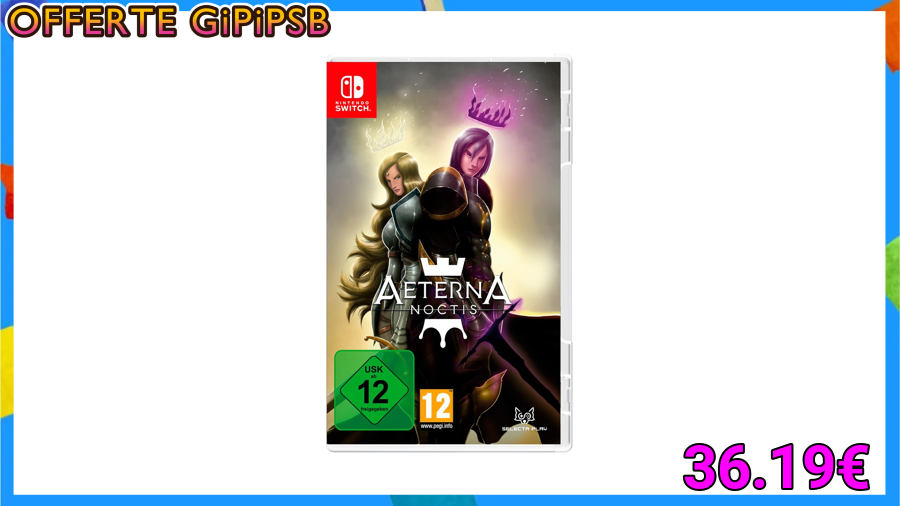 OFFERTE GiPiPSB
NINTENDO
SWITCH.
AETERNA
NOCTIS
USK
ab
12
freigegeben
12
www.pegi.info
SELECTA PLAY
36.19€